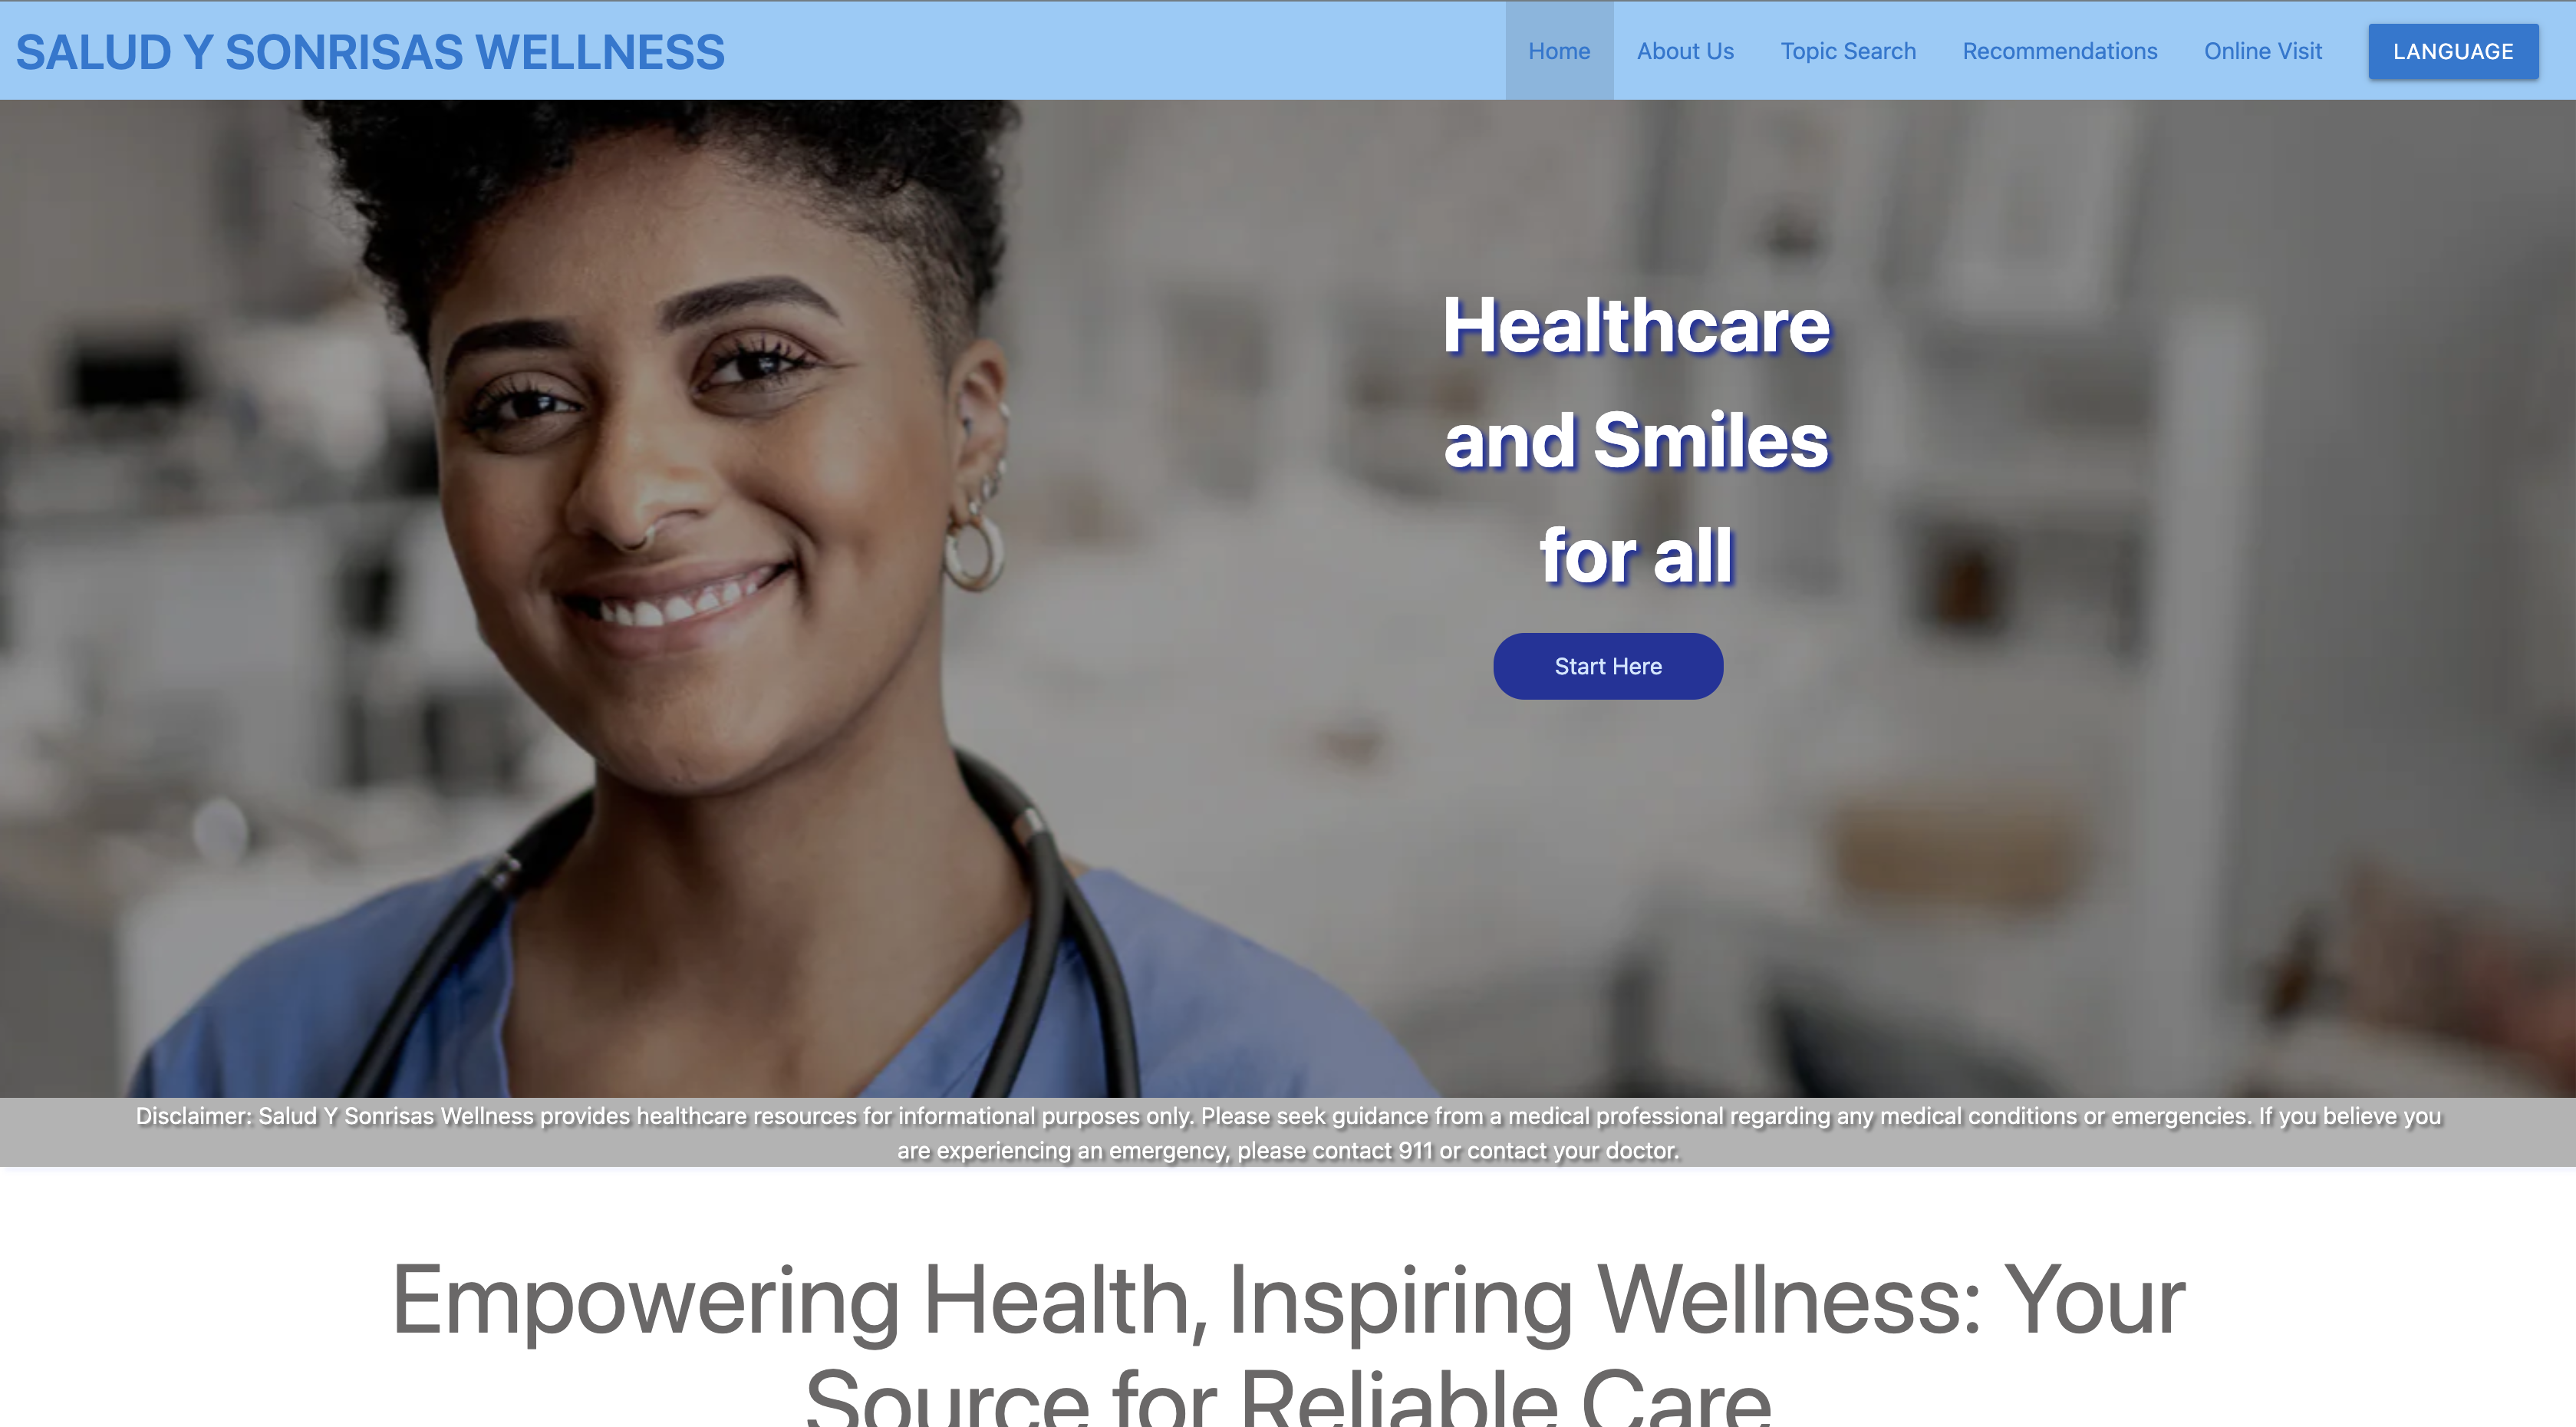 SALUD Y SONRISAS WELLNESS
Home
About Us
Topic Search
Recommendations
Online Visit
LANGUAGE
Healthcare
and Smiles
for all
Start Here
Disclaimer: Salud Y Sonrisas Wellness provides healthcare resources for informational purposes only. Please seek guidance from a medical professional regarding any medical conditions or emergencies. If you believe you
are experiencing an emergency, please contact 911 or contact your doctor.
Empowering Health, Inspiring Wellness: Your
Source for Reliable Care